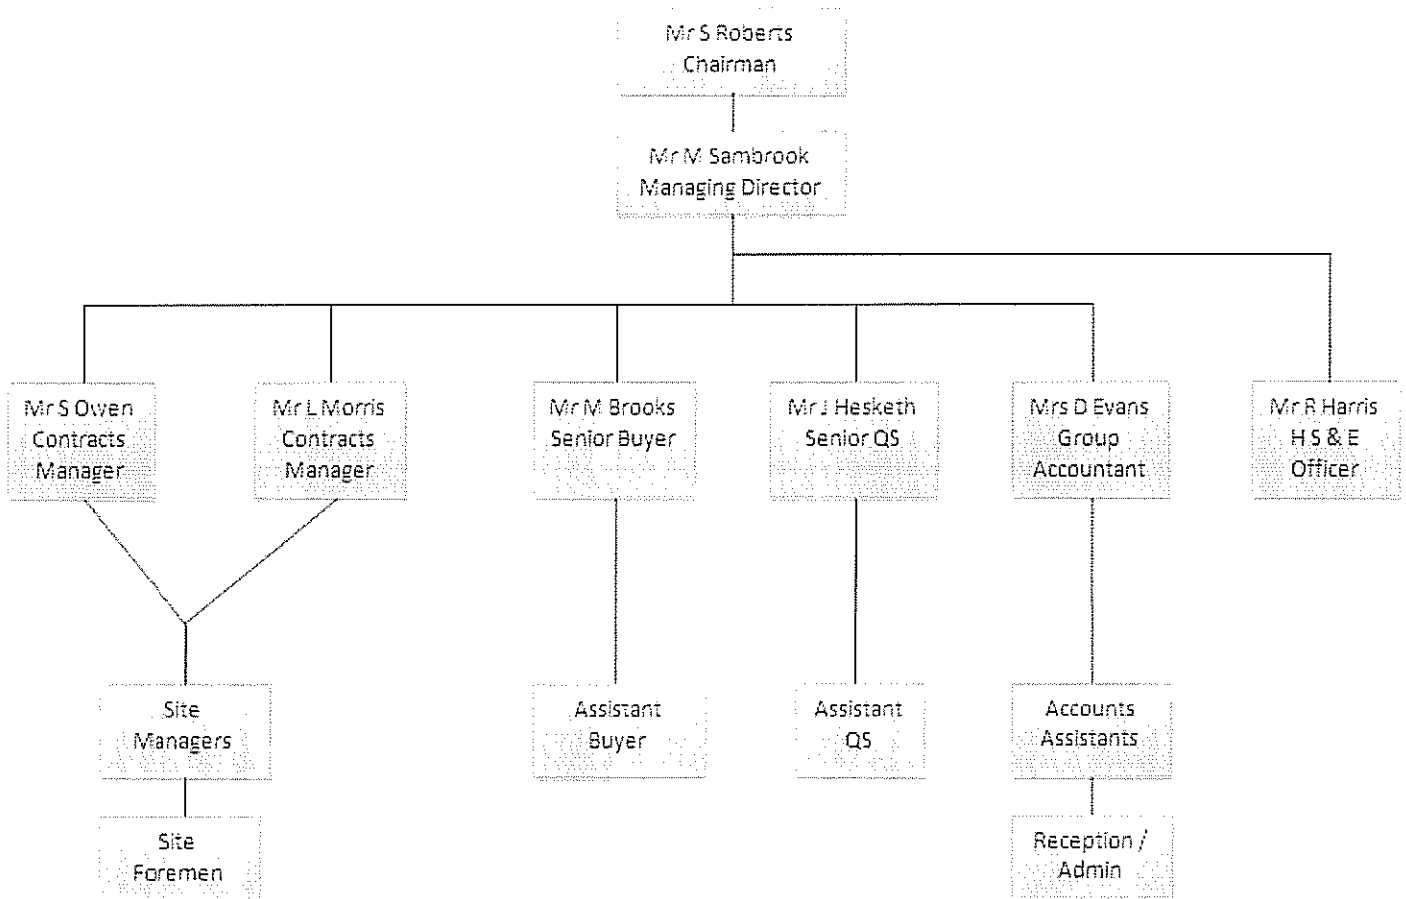 Mr S Roberts
Chairman
Mr M Sambrook
Managing Director
Mr S Owen
Contracts
Manager
Mr L Morris
Contracts
Manager
Mr M Brooks
Senior Buyer
Mr J Hesketh
Senior QS
Mrs D Evans
Group
Accountant
Mr R Harris
H S & E
Officer
Site
Managers
Assistant
Buyer
Assistant
QS
Accounts
Assistants
Site
Foremen
Reception /
Admin